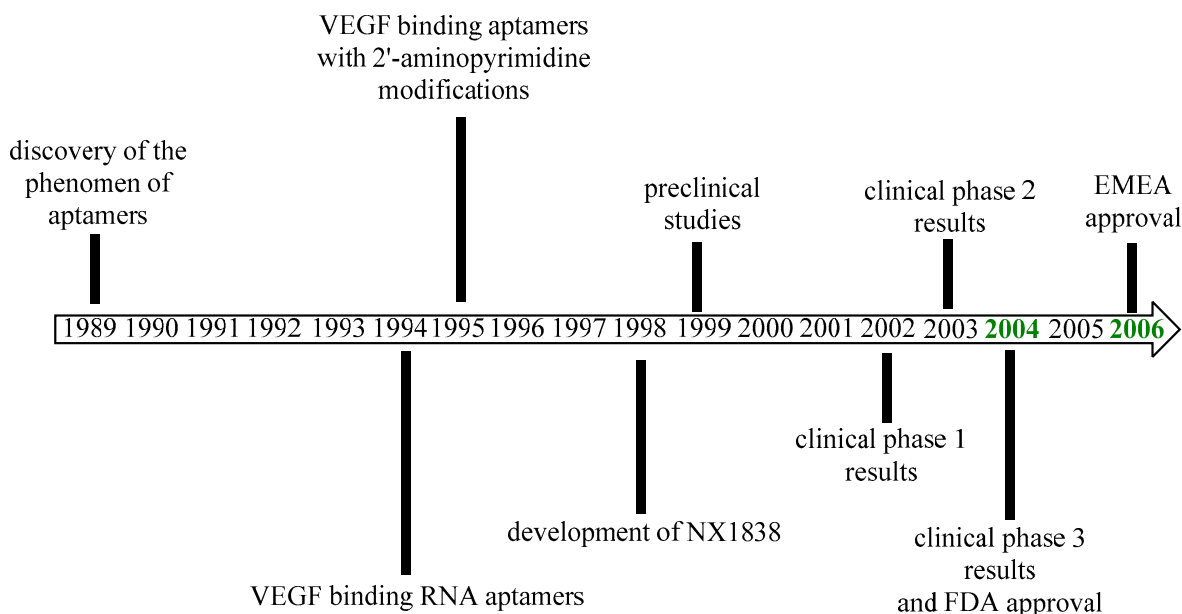 VEGF binding aptamers
with 2'-aminopyrimidine
modifications
discovery of the
phenomen of
aptamers
preclinical
studies
clinical phase 2
results
EMEA
approval
1989 1990 1991 1992 1993 1994 1995 1996 1997 1998 1999 2000 2001 2002 2003 2004 2005 2006
clinical phase 1
results
development of NX1838
clinical phase 3
results
and FDA approval
VEGF binding RNA aptamers